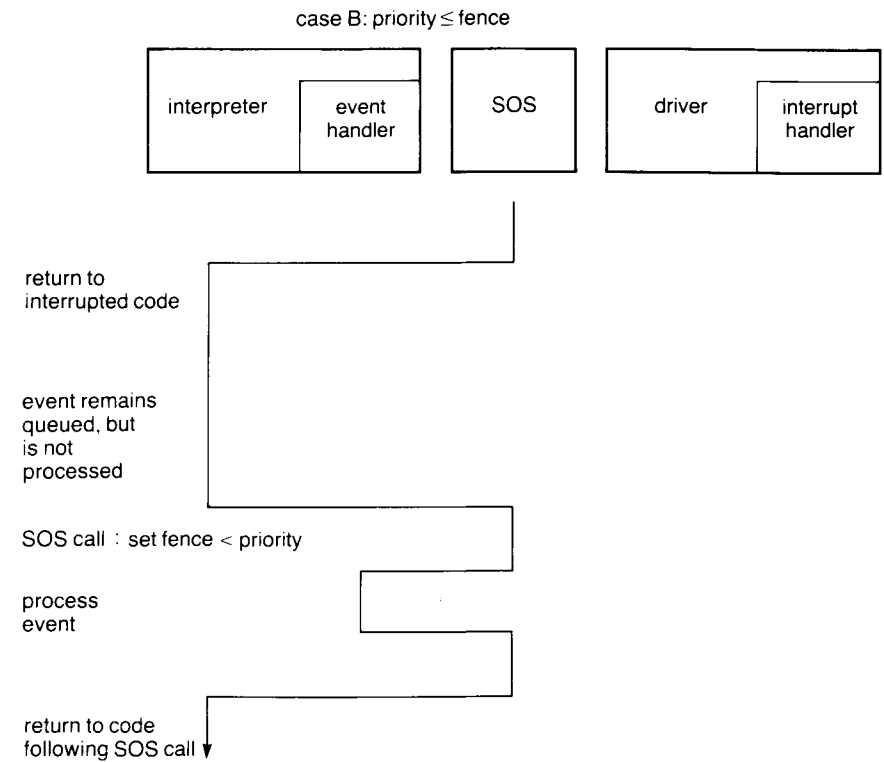 case B: priority ≤ fence
interpreter
event
handler
SOS
driver
interrupt
handler
return to
interrupted code
event remains
queued, but
is not
processed
SOS call : set fence < priority
process
event
return to code
following SOS call